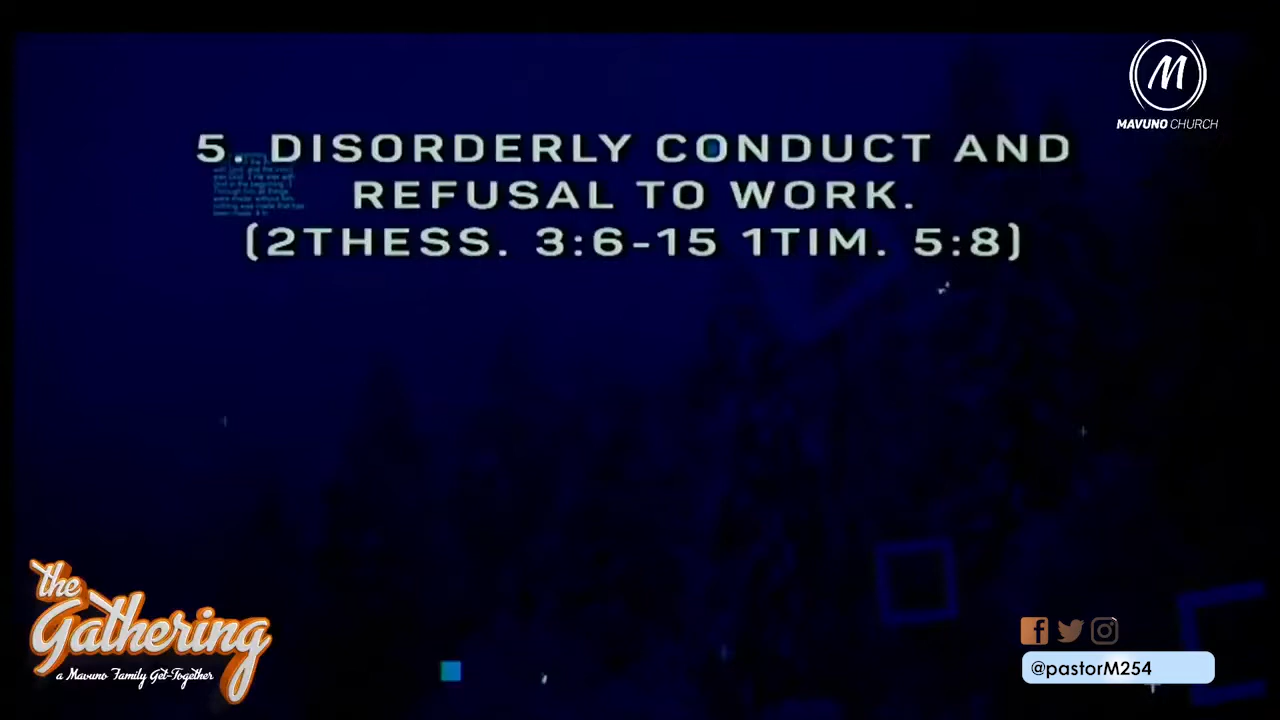 M
MAVUNO CHURCH
5. DISORDERLY CONDUCT AND
REFUSAL TO WORK.
(2THESS. 3:6-15 1TIM. 5:8)
the
Gathering
a Mavuno Family Get-Together
@pastorM254